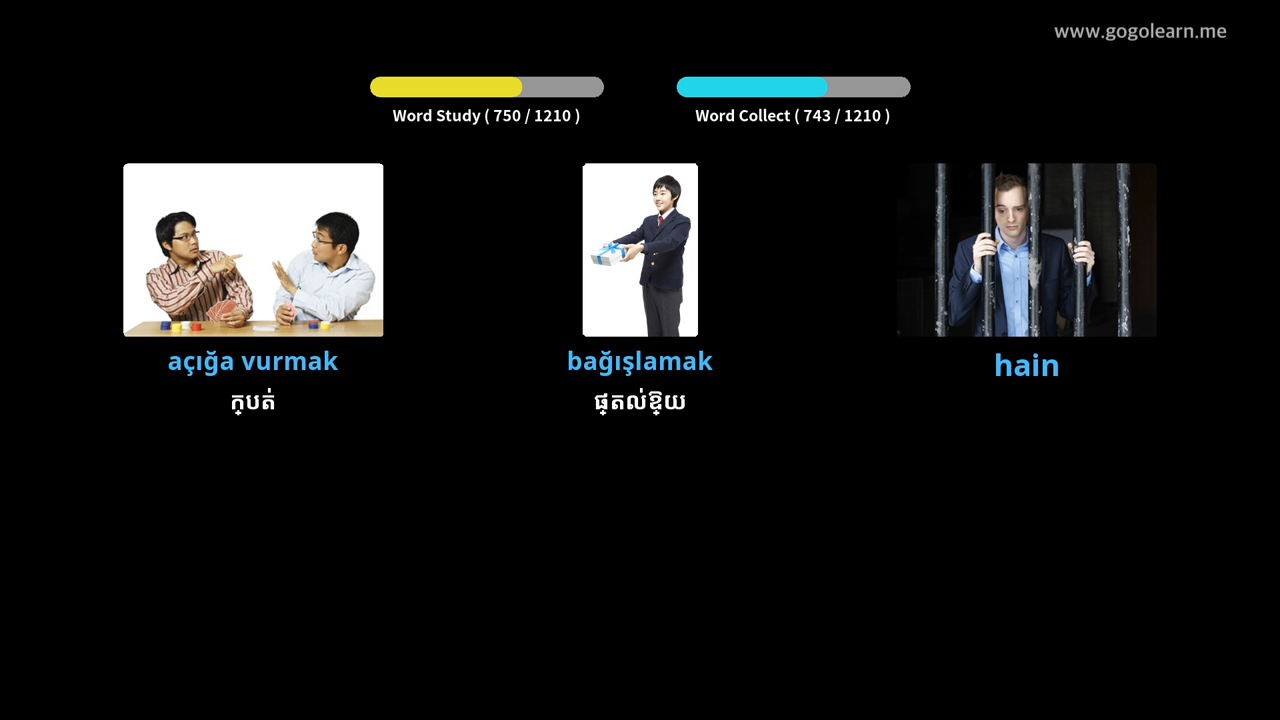 www.gogolearn.me
Word Study ( 750 / 1210 )
Word Collect ( 743 / 1210 )
açığa vurmak
bağışlamak
hain
ក្បត់
ផ្តល់ឱ្យ